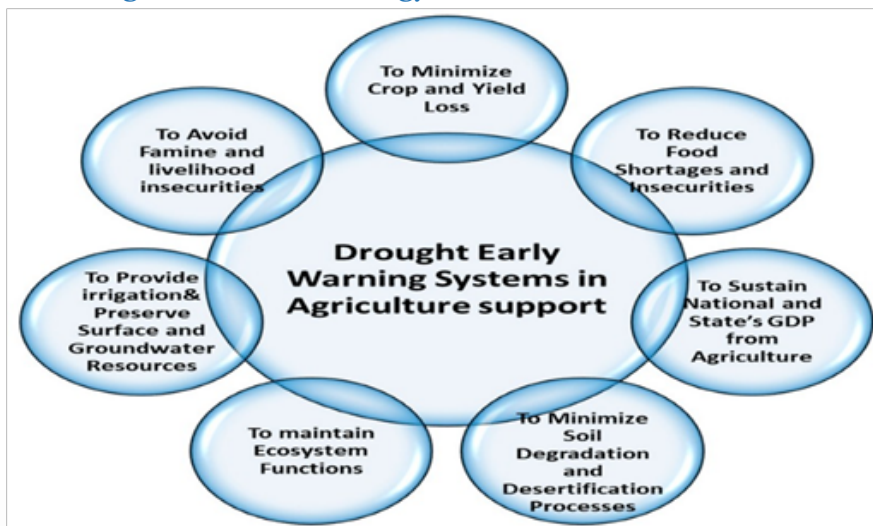 To Minimize
Crop and Yield
Loss
To Reduce
Food
Shortages and
Insecurities
To Sustain
National and
State's GDP
from
Agriculture
To Minimize
Soil
Degradation
and
Desertification
Processes
To maintain
Ecosystem
Functions
To Provide
irrigation&
Preserve
Surface and
Groundwater
Resources
To Avoid
Famine and
livelihood
insecurities
Drought Early
Warning Systems in
Agriculture support